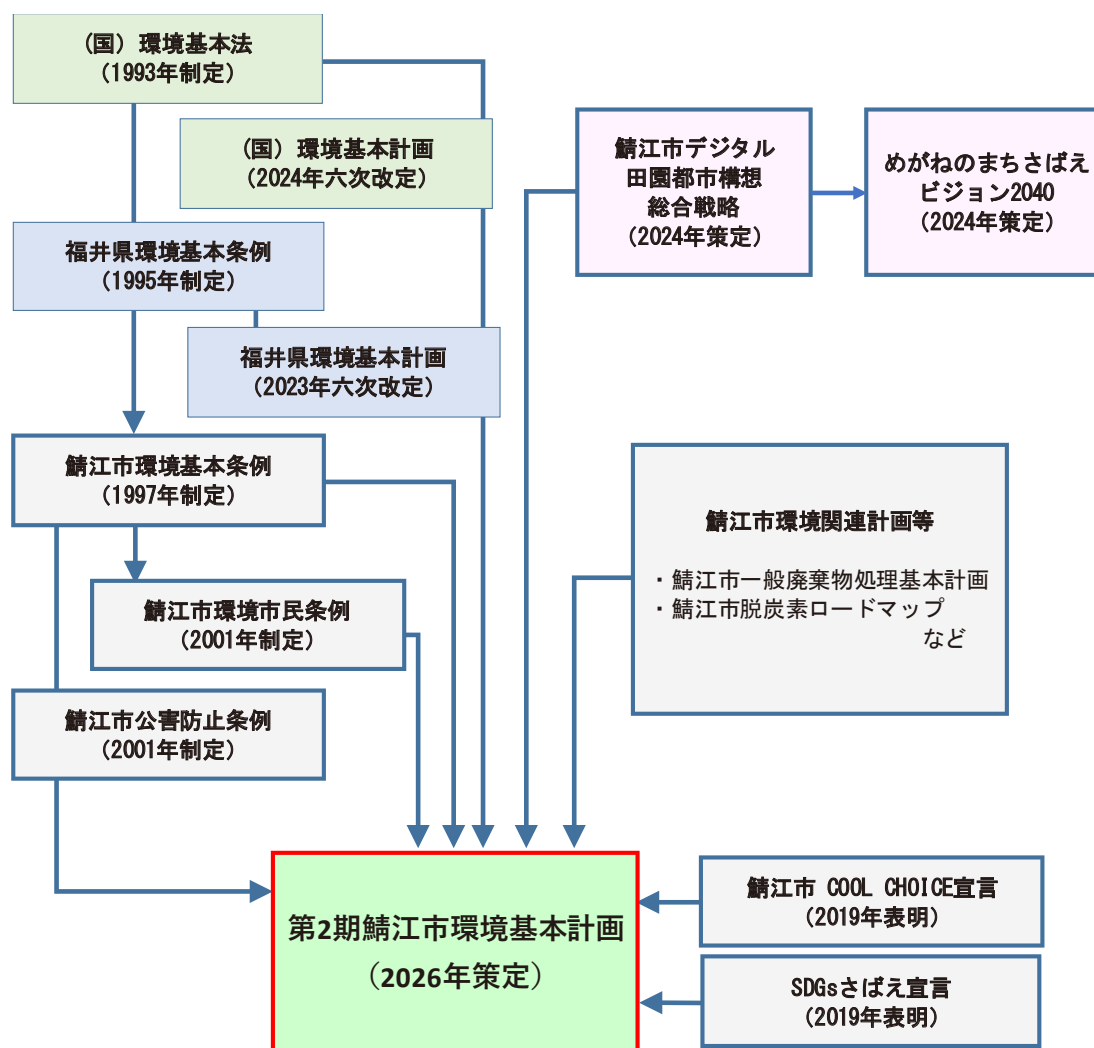 (国) 環境基本法
（1993年制定）
(国) 環境基本計画
（2024年六次改定）
福井県環境基本条例
（1995年制定）
福井県環境基本計画
（2023年六次改定）
鯖江市環境基本条例
（1997年制定）
鯖江市環境市民条例
（2001年制定）
鯖江市公害防止条例
（2001年制定）
鯖江市デジタル
田園都市構想
総合戦略
（2024年策定）
めがねのまちさばえ
ビジョン2040
（2024年策定）
鯖江市環境関連計画等
・鯖江市一般廃棄物処理基本計画
・鯖江市脱炭素ロードマップ
など
第2期鯖江市環境基本計画
（2026年策定）
鯖江市 COOL CHOICE宣言
（2019年表明）
SDGsさばえ宣言
（2019年表明）